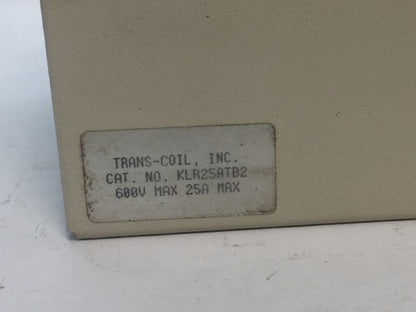 TRANS-COIL, INC.
CAT. NO. KLR25ATB2
600V MAX 25A MAX